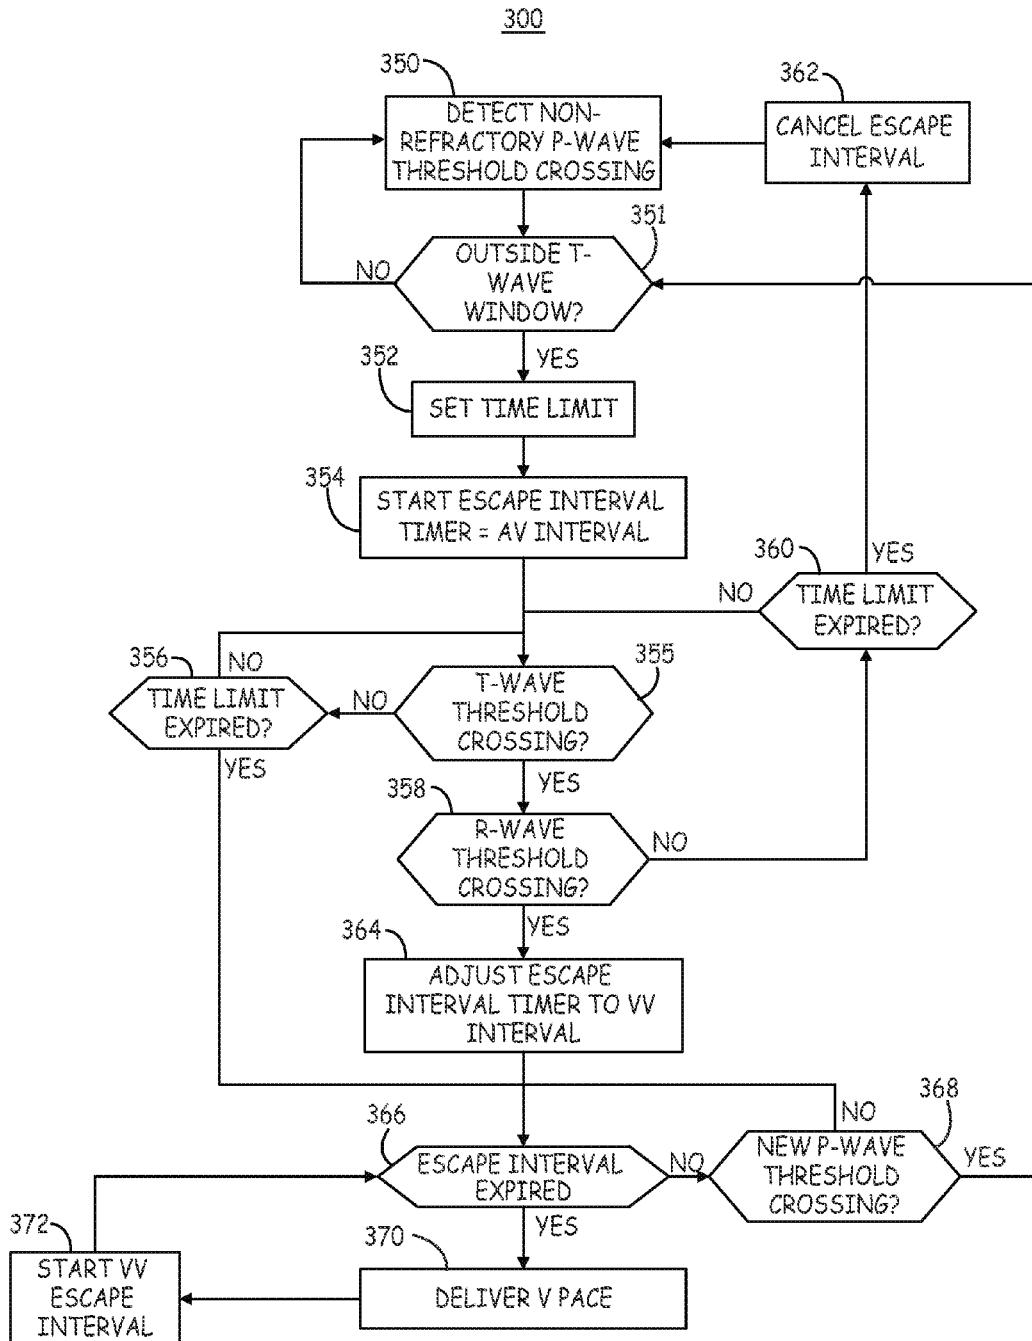 300
350
362
DETECT NON-
REFRACTORY P-WAVE
THRESHOLD CROSSING
CANCEL ESCAPE
INTERVAL
351
OUTSIDE T-
WAVE
WINDOW?
NO
YES
352
SET TIME LIMIT
354
START ESCAPE INTERVAL
TIMER = AV INTERVAL
360
YES
NO
TIME LIMIT
EXPIRED?
356
NO
355
TIME LIMIT
EXPIRED?
NO
T-WAVE
THRESHOLD
CROSSING?
YES
YES
358
R-WAVE
THRESHOLD
CROSSING?
NO
YES
364
ADJUST ESCAPE
INTERVAL TIMER TO VV
INTERVAL
368
NO
366
ESCAPE INTERVAL
EXPIRED
NO
NEW P-WAVE
THRESHOLD
CROSSING?
YES
YES
372
370
START VV
ESCAPE
INTERVAL
DELIVER V PACE